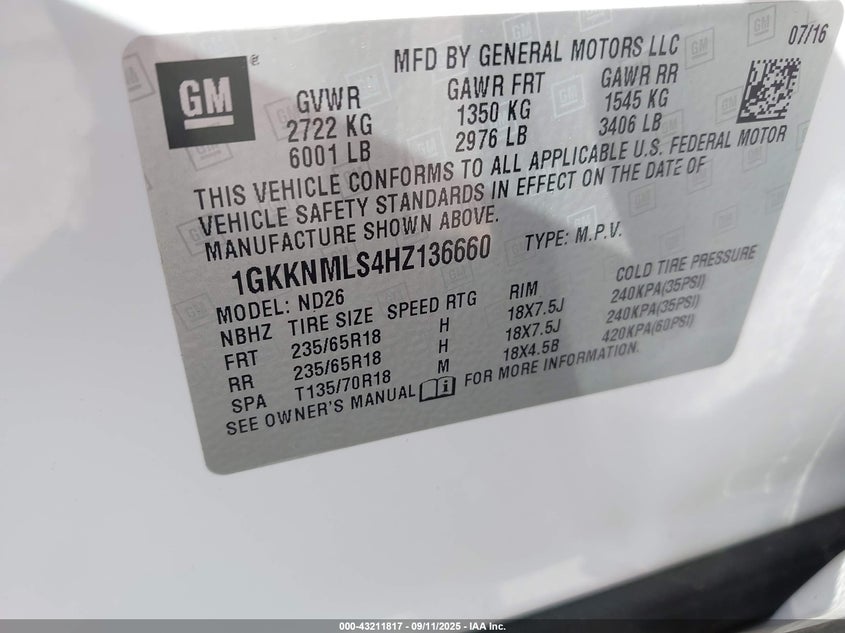 MFD BY GENERAL MOTORS LLC 07/16
GM ®
GVWR GAWR FRT GAWR RR
2722 KG 1350 KG 1545 KG
6001 LB 2976 LB 3406 LB
THIS VEHICLE CONFORMS TO ALL APPLICABLE U.S. FEDERAL MOTOR
VEHICLE SAFETY STANDARDS IN EFFECT ON THE DATE OF
MANUFACTURE SHOWN ABOVE.
1GKKNMLS4HZ136660 TYPE: M.P.V.
MODEL: ND26
NBHZ TIRE SIZE SPEED RTG RIM COLD TIRE PRESSURE
FRT 235/65R18 H 18X7.5J 240KPA(35PSI)
RR 235/65R18 H 18X7.5J 240KPA(35PSI)
SPA T135/70R18 M 18X4.5B 420KPA(60PSI)
SEE OWNER'S MANUAL FOR MORE INFORMATION.
000-43211817 - 09/11/2025 - IAA Inc.